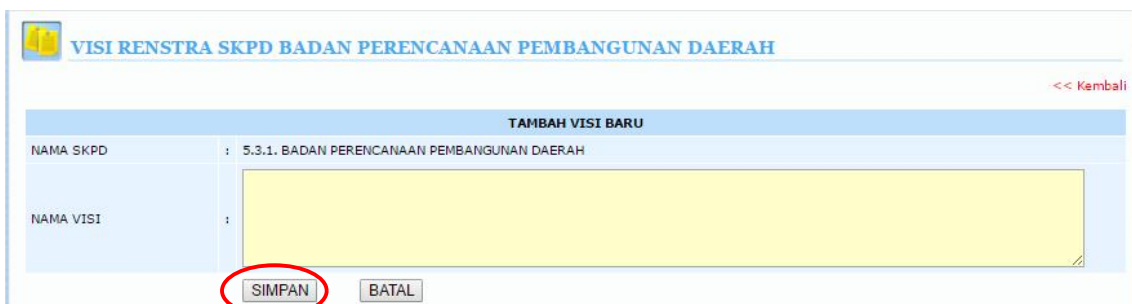 VISI RENSTRA SKPD BADAN PERENCANAAN PEMBANGUNAN DAERAH
<< Kembali
TAMBAH VISI BARU
NAMA SKPD : 5.3.1. BADAN PERENCANAAN PEMBANGUNAN DAERAH
NAMA VISI :
SIMPAN BATAL